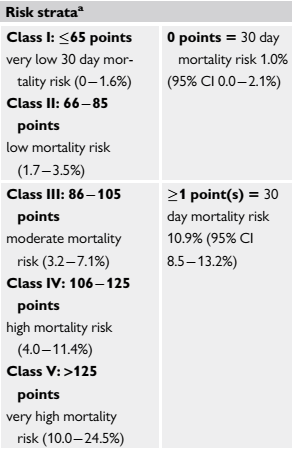 Risk strataª
Class I: ≤65 points
very low 30 day mor-
tality risk (0–1.6%)
Class II: 66–85
points
low mortality risk
(1.7–3.5%)
0 points = 30 day
mortality risk 1.0%
(95% CI 0.0–2.1%)
Class III: 86–105
points
moderate mortality
risk (3.2–7.1%)
Class IV: 106–125
points
high mortality risk
(4.0–11.4%)
Class V: >125
points
very high mortality
risk (10.0–24.5%)
≥1 point(s) = 30
day mortality risk
10.9% (95% CI
8.5–13.2%)